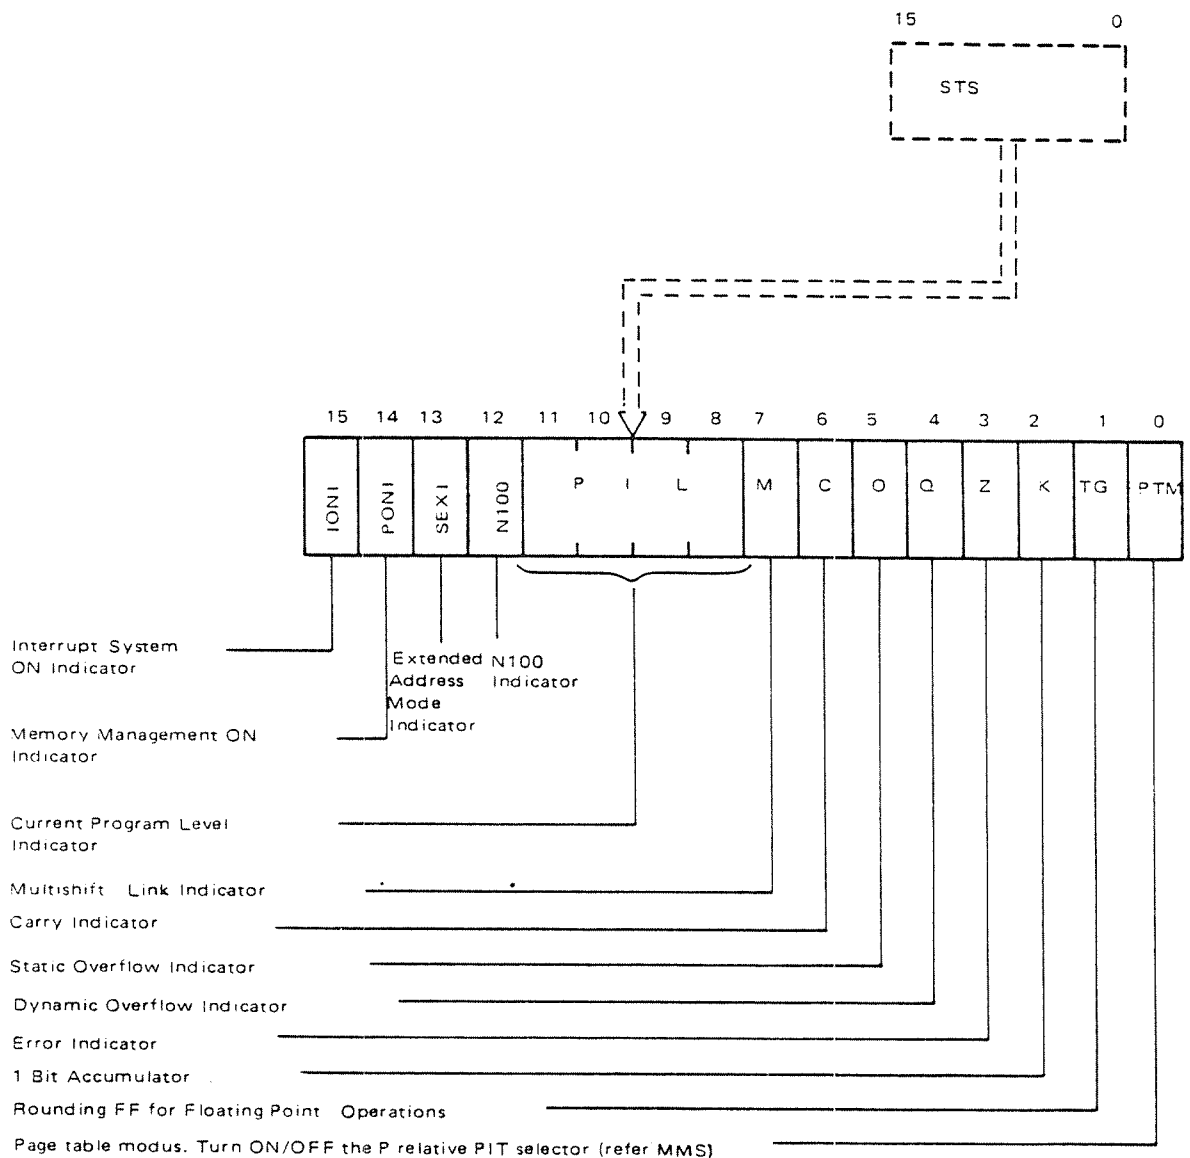 15 0
STS
15 14 13 12 11 10 9 8 7 6 5 4 3 2 1 0
IONI PONI SEXI N100 P I L M C O Q Z K TG PTM
Interrupt System
ON Indicator
Extended
Address
Mode
Indicator
N100
Indicator
Memory Management ON
Indicator
Current Program Level
Indicator
Multishift Link Indicator
Carry Indicator
Static Overflow Indicator
Dynamic Overflow Indicator
Error Indicator
1 Bit Accumulator
Rounding FF for Floating Point Operations
Page table modus. Turn ON/OFF the P relative PIT selector (refer MMS)